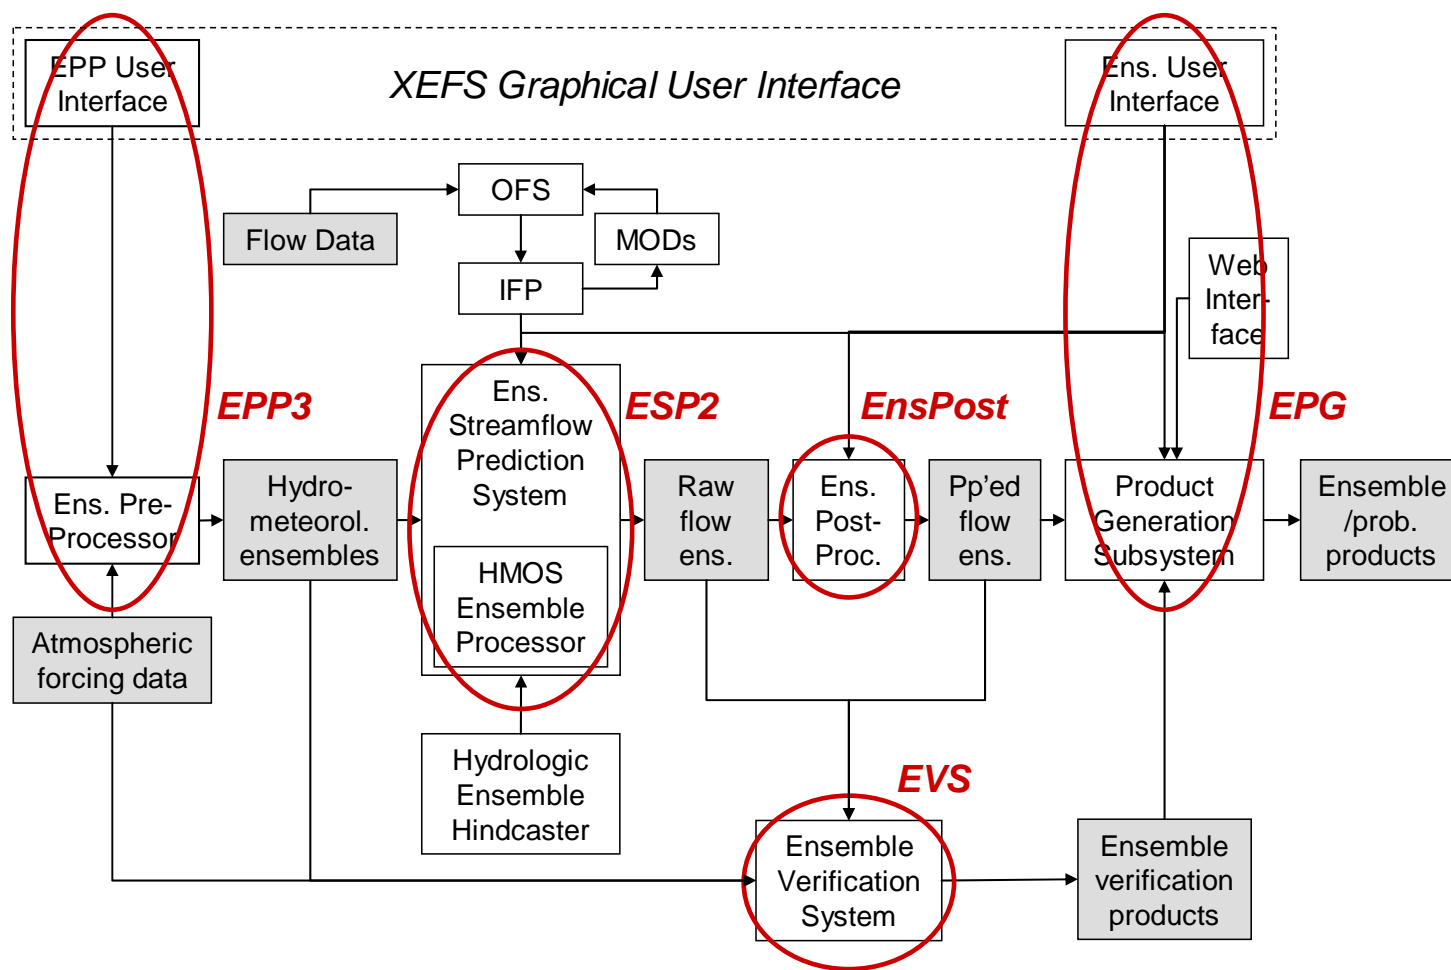 EPP User
Interface
XEFS Graphical User Interface
Ens. User
Interface
OFS
Flow Data
MODs
IFP
Web
Inter-
face
EPP3
Ens.
Streamflow
Prediction
System
ESP2
EnsPost
EPG
Ens. Pre-
Processor
Hydro-
meteorol.
ensembles
HMOS
Ensemble
Processor
Raw
flow
ens.
Ens.
Post-
Proc.
Pp'ed
flow
ens.
Product
Generation
Subsystem
Ensemble
/prob.
products
Atmospheric
forcing data
Hydrologic
Ensemble
Hindcaster
EVS
Ensemble
Verification
System
Ensemble
verification
products